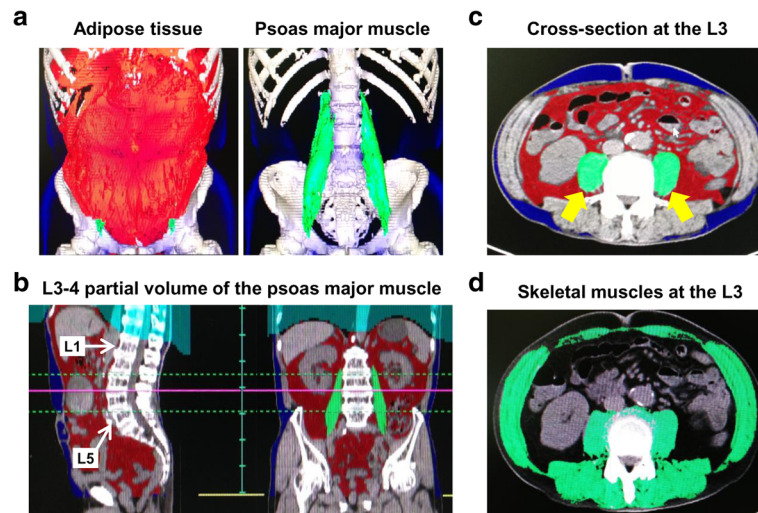 a
Adipose tissue
Psoas major muscle
b
L3-4 partial volume of the psoas major muscle
L1
L5
c
Cross-section at the L3
d
Skeletal muscles at the L3